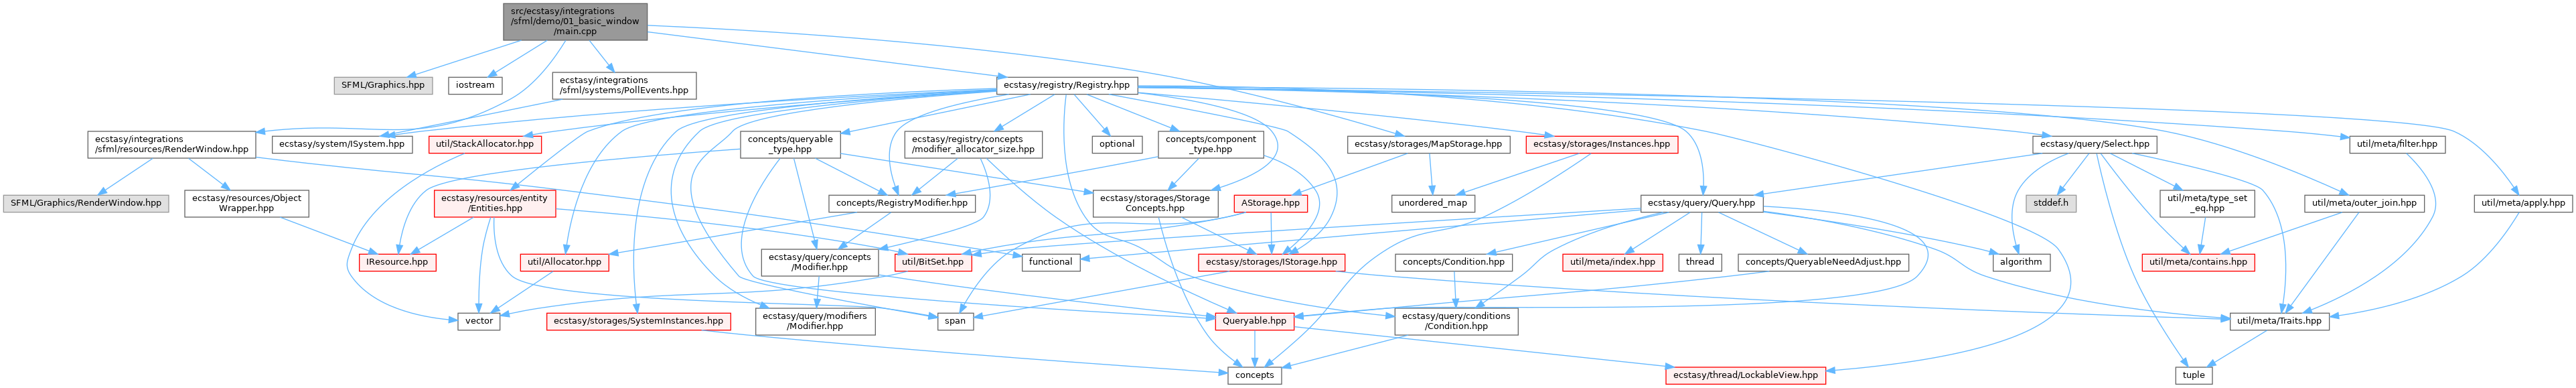 src/ecstasy/integrations
/sfml/demo/01_basic_window
/main.cpp
SFML/Graphics.hpp
iostream
ecstasy/integrations
/sfml/systems/PollEvents.hpp
ecstasy/registry/Registry.hpp
ecstasy/integrations
/sfml/resources/RenderWindow.hpp
ecstasy/system/ISystem.hpp
util/StackAllocator.hpp
concepts/queryable
_type.hpp
ecstasy/registry/concepts
/modifier_allocator_size.hpp
optional
concepts/component
_type.hpp
ecstasy/storages/MapStorage.hpp
ecstasy/storages/Instances.hpp
ecstasy/query/Select.hpp
util/meta/filter.hpp
SFML/Graphics/RenderWindow.hpp
ecstasy/resources/Object
Wrapper.hpp
ecstasy/resources/entity
/Entities.hpp
concepts/RegistryModifier.hpp
ecstasy/storages/Storage
Concepts.hpp
AStorage.hpp
unordered_map
ecstasy/query/Query.hpp
stddef.h
util/meta/type_set
_eq.hpp
util/meta/outer_join.hpp
util/meta/apply.hpp
IResource.hpp
util/Allocator.hpp
ecstasy/query/concepts
/Modifier.hpp
util/BitSet.hpp
functional
ecstasy/storages/IStorage.hpp
concepts/Condition.hpp
util/meta/index.hpp
thread
concepts/QueryableNeedAdjust.hpp
algorithm
util/meta/contains.hpp
vector
ecstasy/storages/SystemInstances.hpp
ecstasy/query/modifiers
/Modifier.hpp
span
Queryable.hpp
ecstasy/query/conditions
/Condition.hpp
util/meta/Traits.hpp
concepts
ecstasy/thread/LockableView.hpp
tuple